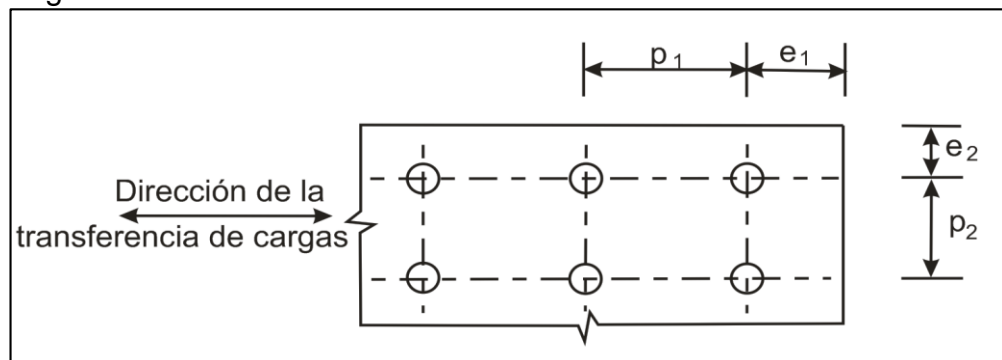 p1
e1
e2
Dirección de la
transferencia de cargas
p2